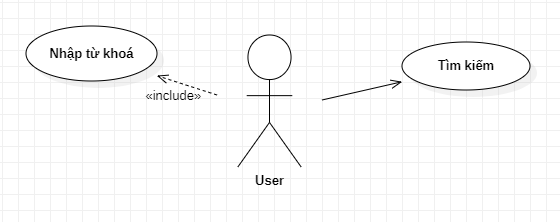 Nhập từ khoá
Tìm kiếm
«include»
User